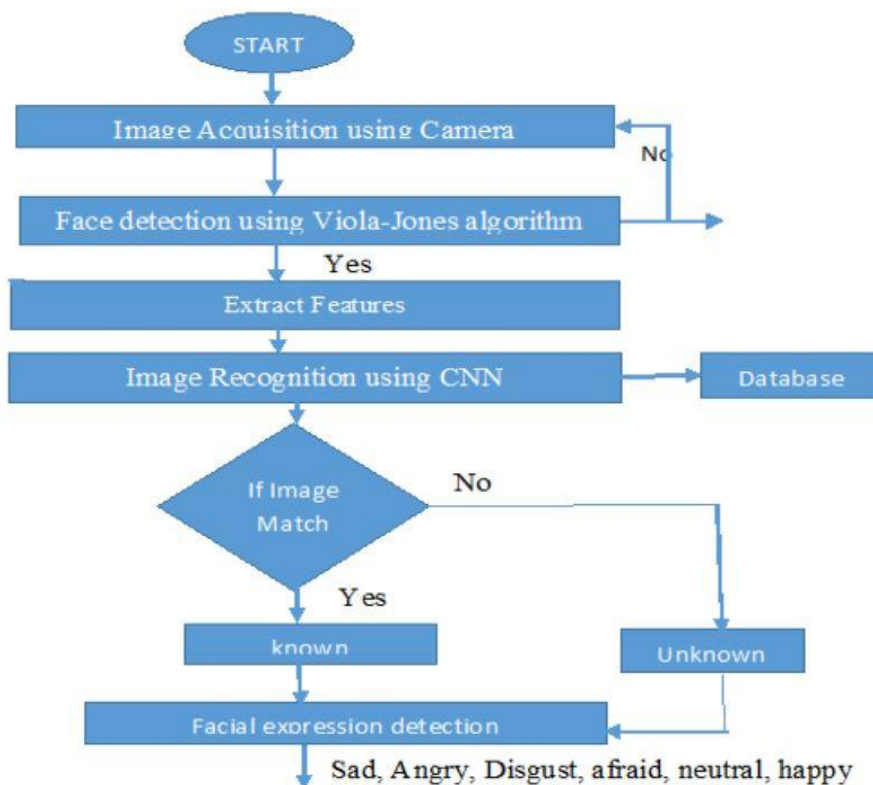 START
Image Acquisition using Camera
No
Face detection using Viola-Jones algorithm
Yes
Extract Features
Image Recognition using CNN
Database
If Image
Match
No
Yes
known
Unknown
Facial expression detection
Sad, Angry, Disgust, afraid, neutral, happy